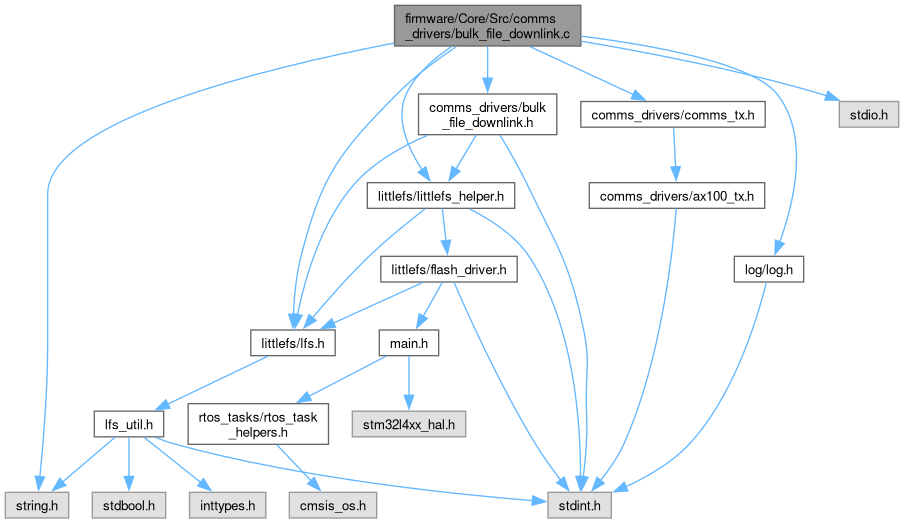 firmware/Core/Src/comms
_drivers/bulk_file_downlink.c
comms_drivers/bulk
_file_downlink.h
comms_drivers/comms_tx.h
stdio.h
littlefs/littlefs_helper.h
comms_drivers/ax100_tx.h
littlefs/flash_driver.h
log/log.h
littlefs/lfs.h
main.h
lfs_util.h
rtos_tasks/rtos_task
_helpers.h
stm32l4xx_hal.h
string.h
stdbool.h
inttypes.h
cmsis_os.h
stdint.h